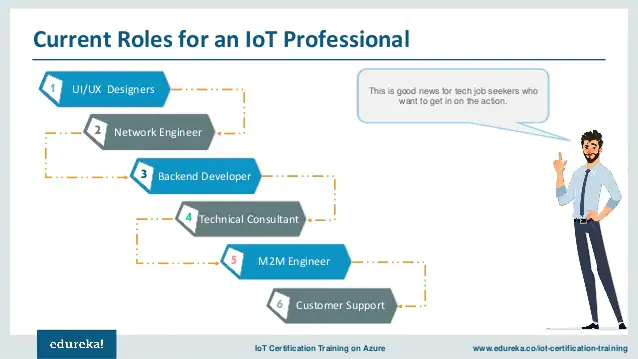 Current Roles for an IoT Professional
1 UI/UX Designers
2 Network Engineer
3 Backend Developer
4 Technical Consultant
5 M2M Engineer
6 Customer Support
This is good news for tech job seekers who
want to get in on the action.
edureka!
IoT Certification Training on Azure
www.edureka.co/iot-certification-training